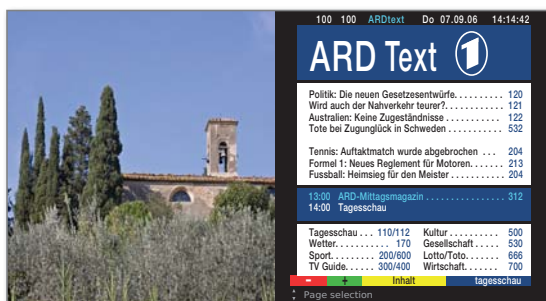 100 100 ARDtext Do 07.09.06 14:14:42
ARD Text 1
Politik: Die neuen Gesetzesentwürfe.......... 120
Wird auch der Nahverkehr teurer?............ 121
Australien: Keine Zugeständnisse ............ 122
Tote bei Zugunglück in Schweden ........... 532
Tennis: Auftaktmatch wurde abgebrochen ... 204
Formel 1: Neues Reglement für Motoren....... 213
Fussball: Heimsieg für den Meister ........... 204
13:00 ARD-Mittagsmagazin ................ 312
14:00 Tagesschau
Tagesschau ... 110/112 Kultur ........... 500
Wetter........... 170 Gesellschaft ..... 530
Sport......... 200/600 Lotto/Toto....... 666
TV Guide..... 300/400 Wirtschaft....... 700
- + Inhalt tagesschau
Page selection